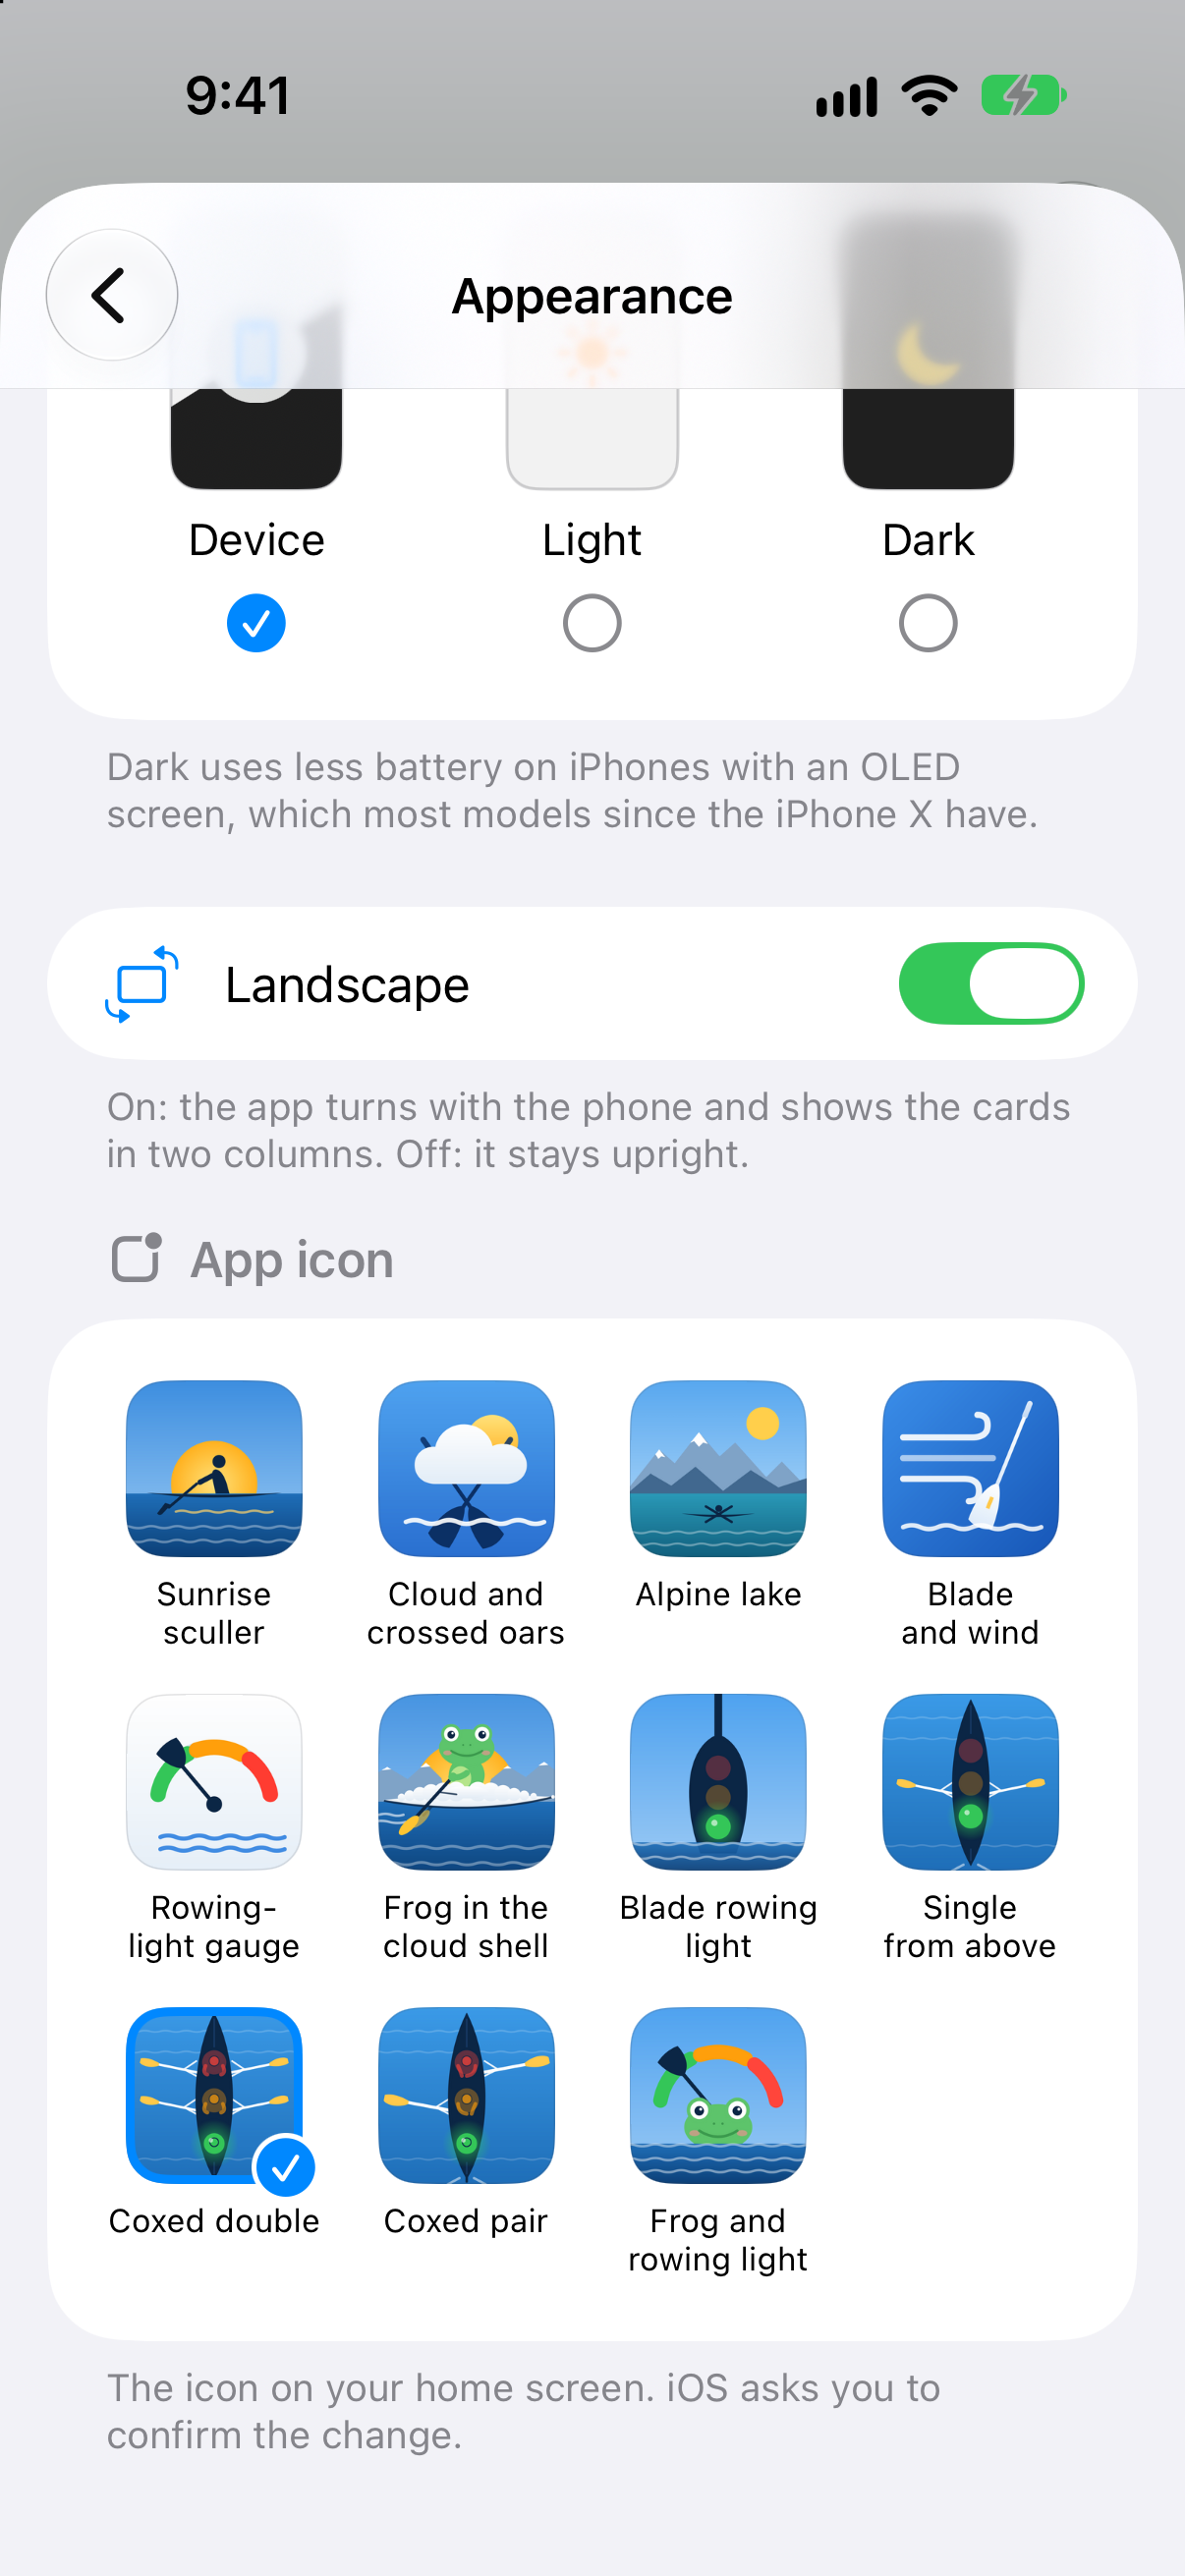 9:41
Appearance
Device
Light
Dark
Dark uses less battery on iPhones with an OLED
screen, which most models since the iPhone X have.
Landscape
On: the app turns with the phone and shows the cards
in two columns. Off: it stays upright.
App icon
Sunrise
sculler
Cloud and
crossed oars
Alpine lake
Blade
and wind
Rowing-
light gauge
Frog in the
cloud shell
Blade rowing
light
Single
from above
Coxed double
Coxed pair
Frog and
rowing light
The icon on your home screen. iOS asks you to
confirm the change.